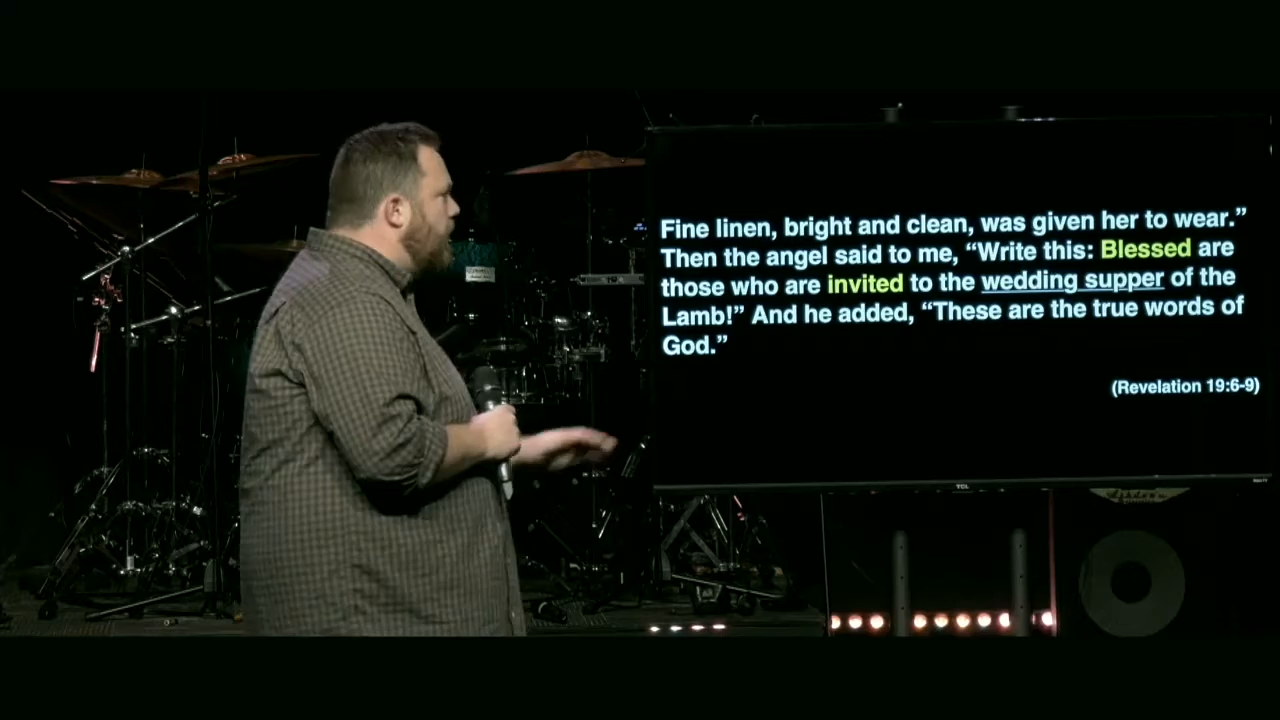 Fine linen, bright and clean, was given her to wear.”
Then the angel said to me, “Write this: Blessed are
those who are invited to the wedding supper of the
Lamb!” And he added, “These are the true words of
God.”
(Revelation 19:6-9)
TCL